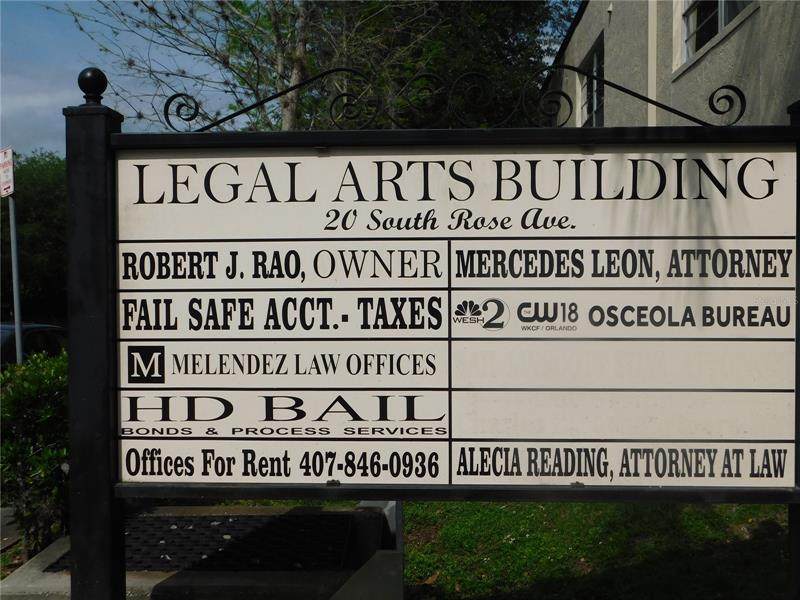 LEGAL ARTS BUILDING
20 South Rose Ave.
ROBERT J. RAO, OWNER
MERCEDES LEON, ATTORNEY
FAIL SAFE ACCT.- TAXES
WESH 2 THE CW18 WKCF / ORLANDO OSCEOLA BUREAU
M MELENDEZ LAW OFFICES
HD BAIL
BONDS & PROCESS SERVICES
Offices For Rent 407-846-0936
ALECIA READING, ATTORNEY AT LAW